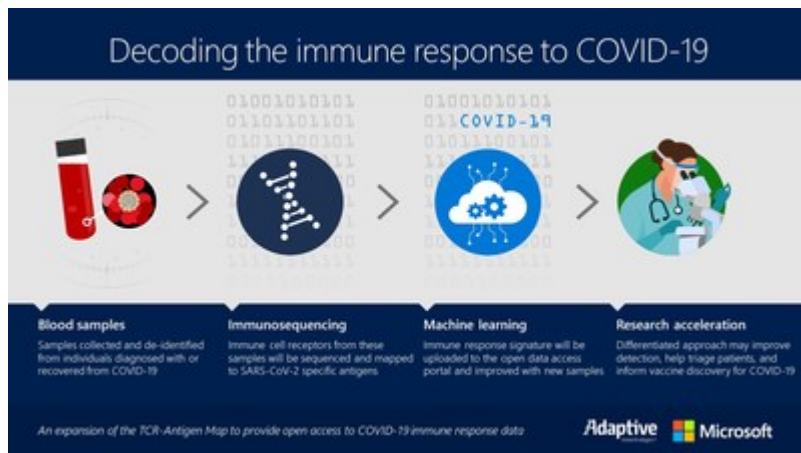 Decoding the immune response to COVID-19
01001010101
01101101101
01011100101
01001010101
011COVID-19
01011100101
Blood samples
Samples collected and de-identified
from individuals diagnosed with or
recovered from COVID-19
Immunosequencing
Immune cell receptors from these
samples will be sequenced and mapped
to SARS-CoV-2 specific antigens
Machine learning
Immune response signature will be
uploaded to the open data access
portal and improved with new samples
Research acceleration
Differentiated approach may improve
detection, help triage patients, and
inform vaccine discovery for COVID-19
An expansion of the TCR-Antigen Map to provide open access to COVID-19 immune response data
Adaptive
Microsoft